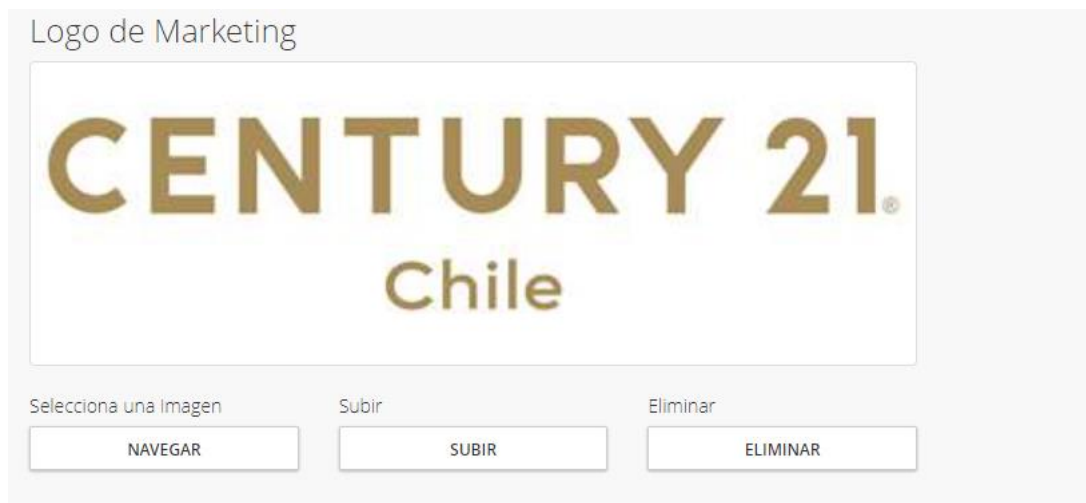 Logo de Marketing
CENTURY 21®
Chile
Selecciona una Imagen Subir Eliminar
NAVEGAR SUBIR ELIMINAR